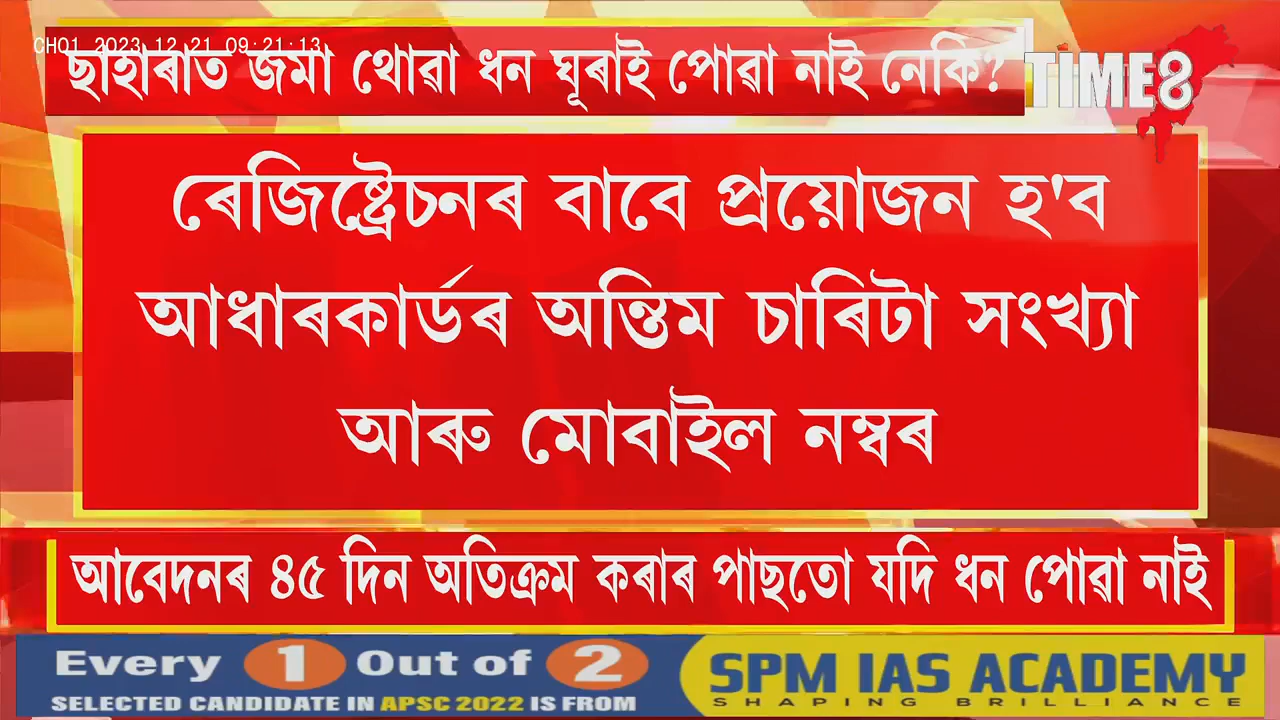 CH01 2023 12 21 09:21:13
ছাহাৰাত জমা থোৱা ধন ঘূৰাই পোৱা নাই নেকি?
TIME8
ৰেজিষ্ট্ৰেচনৰ বাবে প্ৰয়োজন হ'ব
আধাৰকাৰ্ডৰ অন্তিম চাৰিটা সংখ্যা
আৰু মোবাইল নম্বৰ
আবেদনৰ ৪৫ দিন অতিক্ৰম কৰাৰ পাছতো যদি ধন পোৱা নাই
Every 1 Out of 2
SELECTED CANDIDATE IN APSC 2022 IS FROM
SPM IAS ACADEMY
SHAPING BRILLIANCE